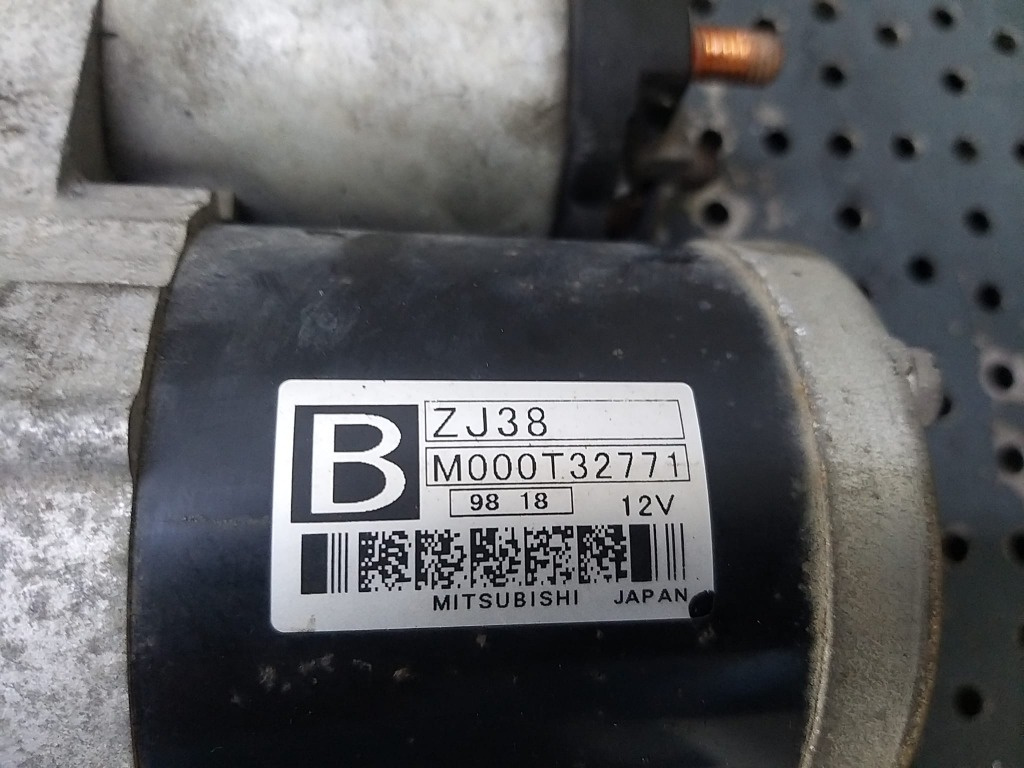 B
ZJ38
M000T32771
98 18 12V
MITSUBISHI JAPAN